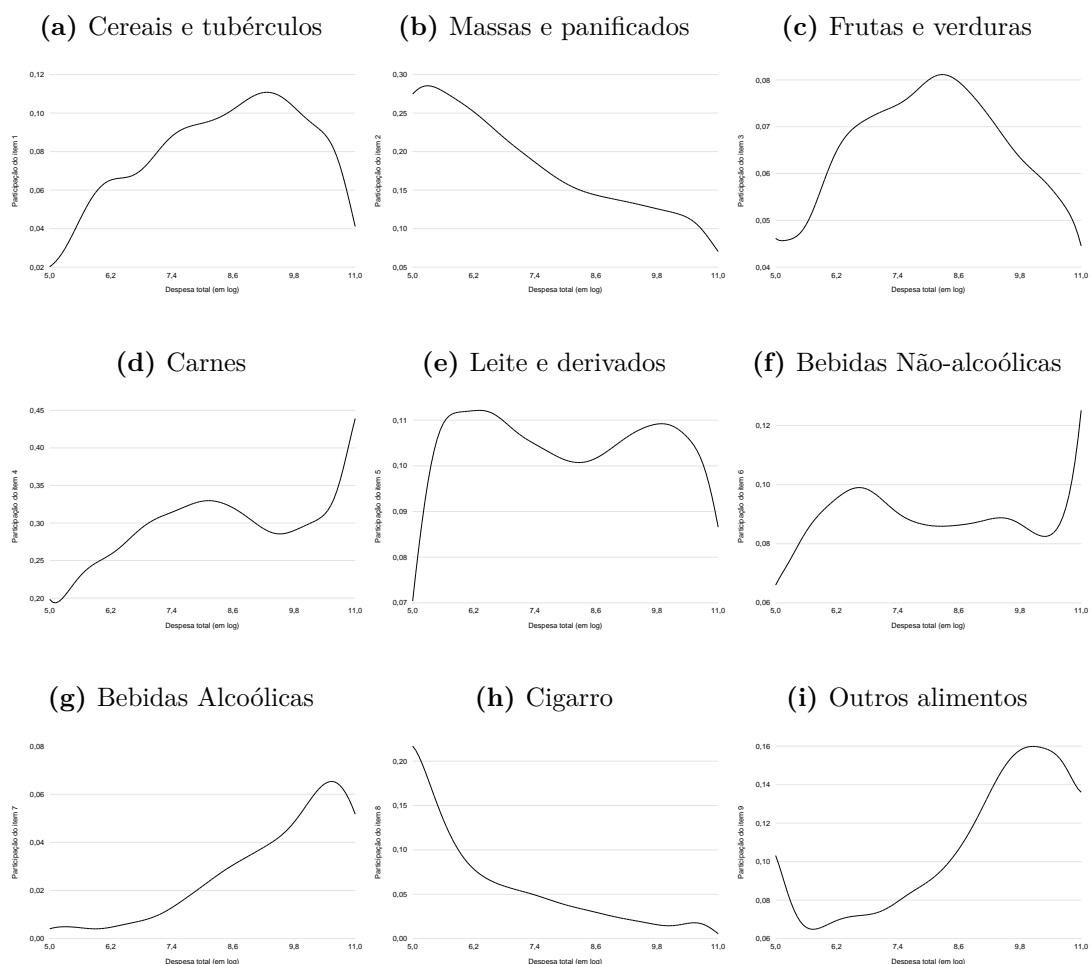 (a) Cereais e tubérculos
Participação do item 1
0,12
0,10
0,08
0,06
0,04
0,02
5,0 6,2 7,4 8,6 9,8 11,0
Despesa total (em log)
(b) Massas e panificados
Participação do item 2
0,30
0,25
0,20
0,15
0,10
0,05
5,0 6,2 7,4 8,6 9,8 11,0
Despesa total (em log)
(c) Frutas e verduras
Participação do item 3
0,08
0,07
0,06
0,05
0,04
5,0 6,2 7,4 8,6 9,8 11,0
Despesa total (em log)
(d) Carnes
Participação do item 4
0,45
0,40
0,35
0,30
0,25
0,20
5,0 6,2 7,4 8,6 9,8 11,0
Despesa total (em log)
(e) Leite e derivados
Participação do item 5
0,11
0,10
0,09
0,08
0,07
5,0 6,2 7,4 8,6 9,8 11,0
Despesa total (em log)
(f) Bebidas Não-alcoólicas
Participação do item 6
0,12
0,10
0,08
0,06
5,0 6,2 7,4 8,6 9,8 11,0
Despesa total (em log)
(g) Bebidas Alcoólicas
Participação do item 7
0,08
0,06
0,04
0,02
0,00
5,0 6,2 7,4 8,6 9,8 11,0
Despesa total (em log)
(h) Cigarro
Participação do item 8
0,20
0,15
0,10
0,05
0,00
5,0 6,2 7,4 8,6 9,8 11,0
Despesa total (em log)
(i) Outros alimentos
Participação do item 9
0,16
0,14
0,12
0,10
0,08
0,06
5,0 6,2 7,4 8,6 9,8 11,0
Despesa total (em log)